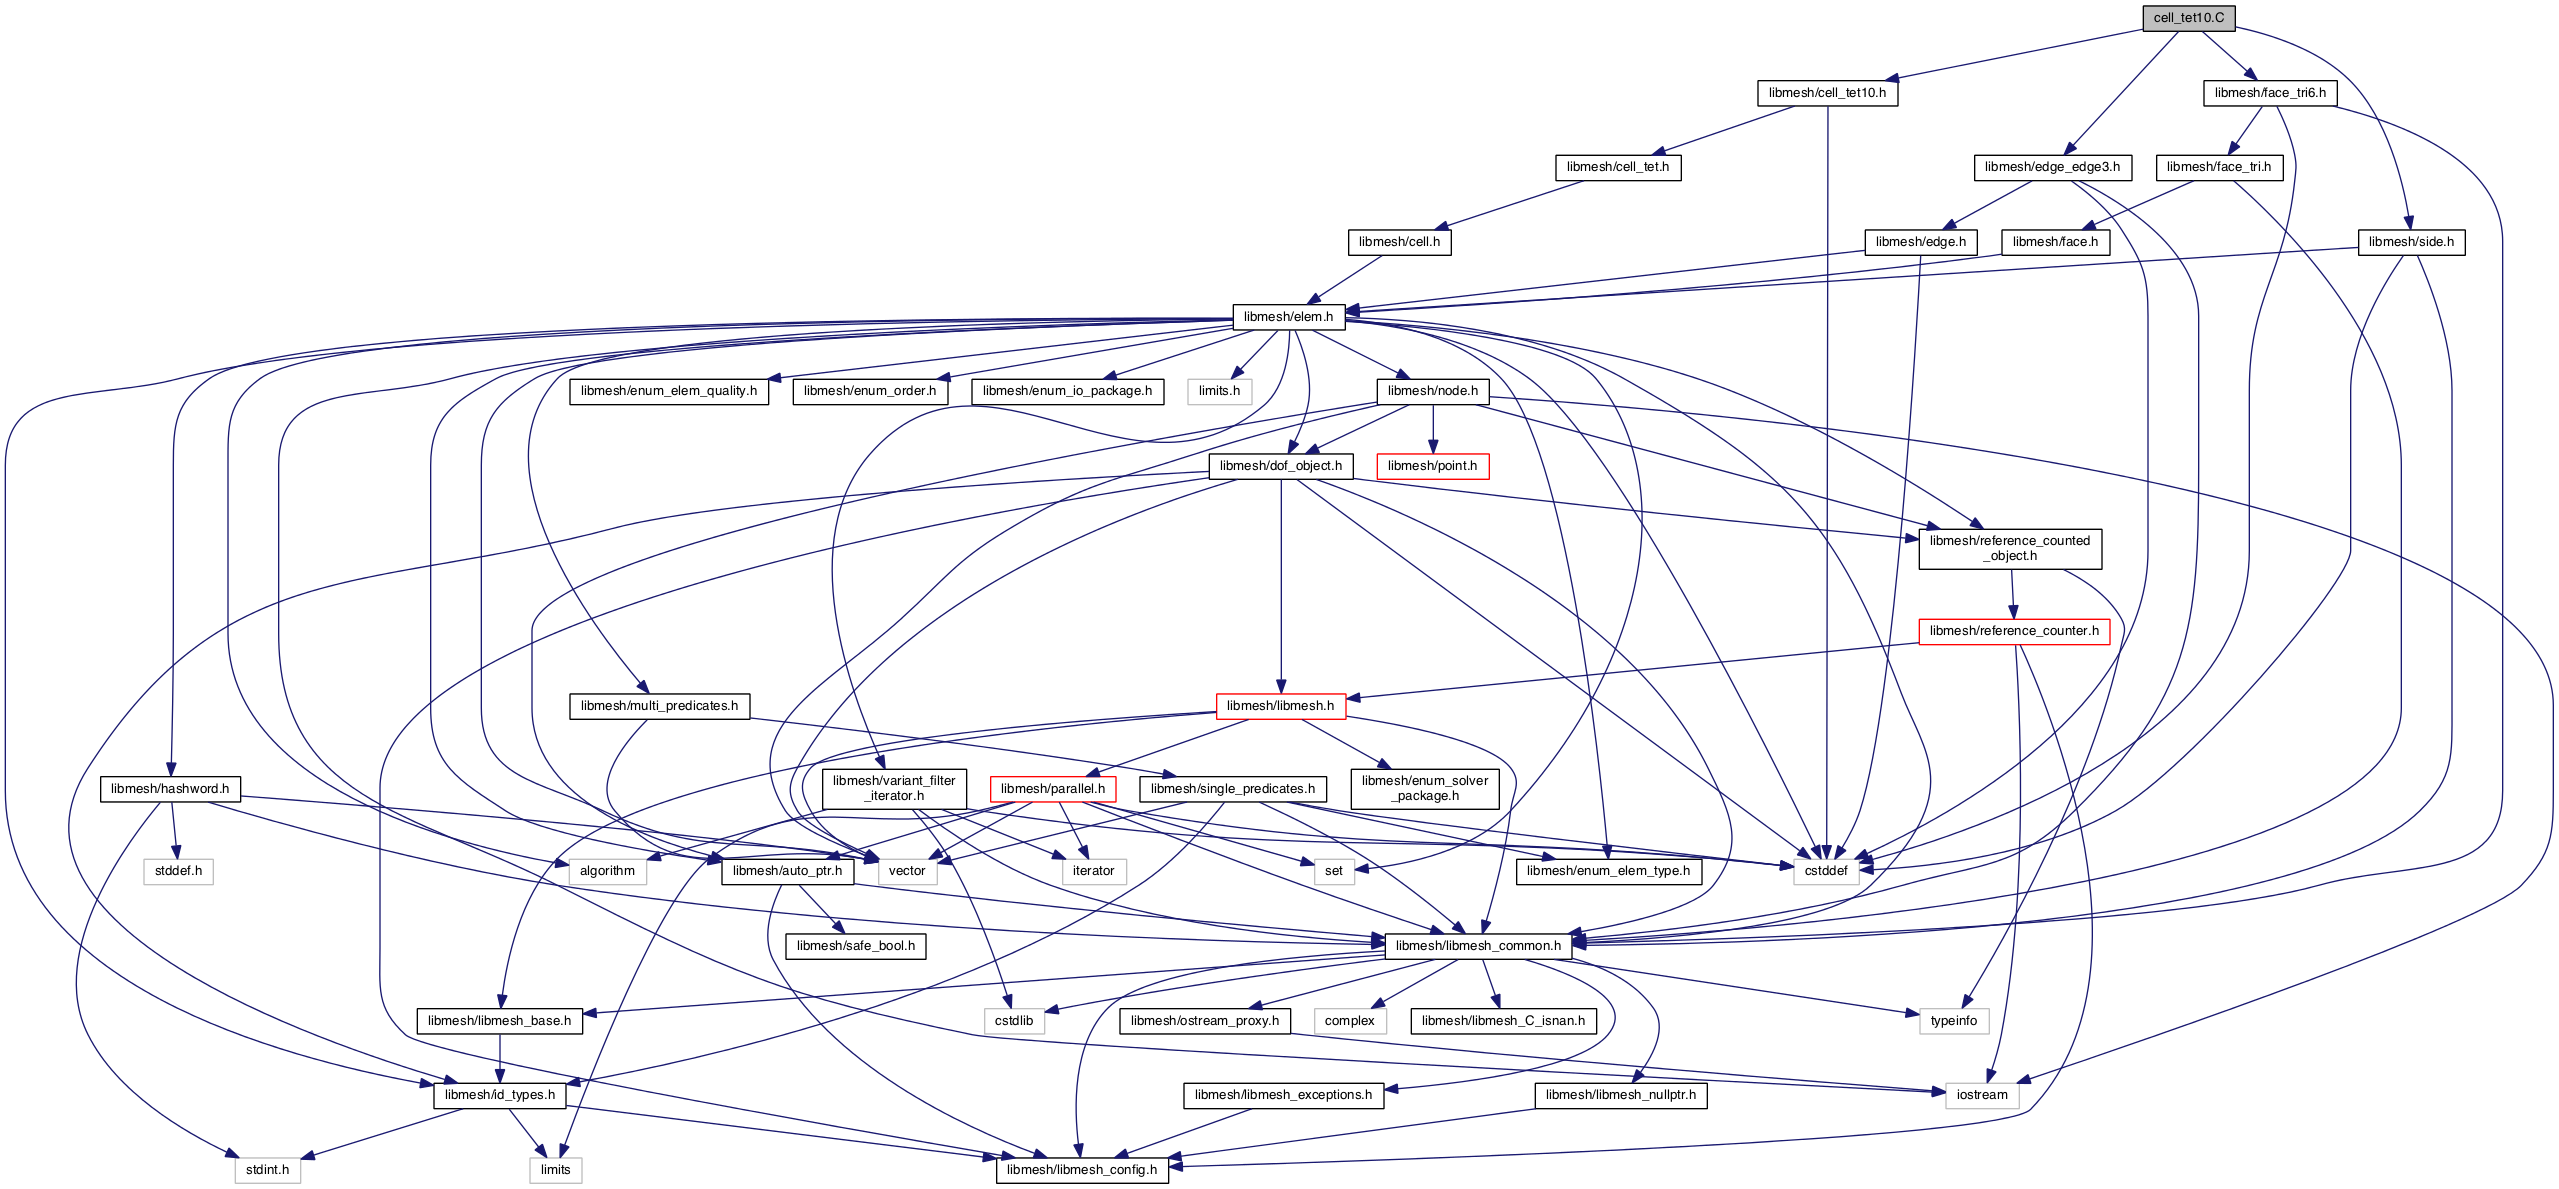 cell_tet10.C
libmesh/cell_tet10.h
libmesh/face_tri6.h
libmesh/cell_tet.h
libmesh/edge_edge3.h
libmesh/face_tri.h
libmesh/cell.h
libmesh/edge.h
libmesh/face.h
libmesh/side.h
libmesh/elem.h
libmesh/enum_elem_quality.h
libmesh/enum_order.h
libmesh/enum_io_package.h
limits.h
libmesh/node.h
libmesh/dof_object.h
libmesh/point.h
libmesh/reference_counted
_object.h
libmesh/reference_counter.h
libmesh/multi_predicates.h
libmesh/libmesh.h
libmesh/hashword.h
libmesh/variant_filter
_iterator.h
libmesh/parallel.h
libmesh/single_predicates.h
libmesh/enum_solver
_package.h
stddef.h
algorithm
libmesh/auto_ptr.h
vector
iterator
set
libmesh/enum_elem_type.h
cstddef
libmesh/safe_bool.h
libmesh/libmesh_common.h
libmesh/libmesh_base.h
cstdlib
libmesh/ostream_proxy.h
complex
libmesh/libmesh_C_isnan.h
typeinfo
libmesh/id_types.h
libmesh/libmesh_exceptions.h
libmesh/libmesh_nullptr.h
iostream
stdint.h
limits
libmesh/libmesh_config.h